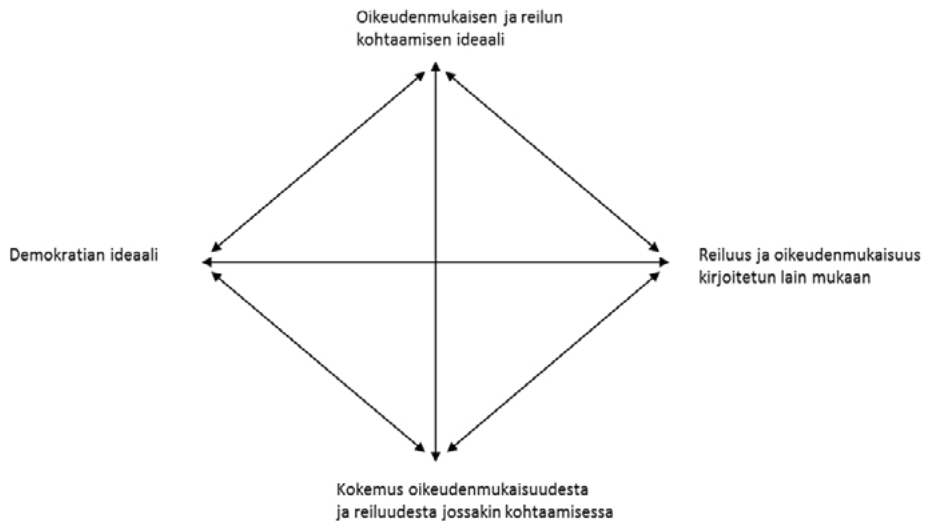 Oikeudenmukaisen ja reilun
kohtaamisen ideaali
Demokratian ideaali
Reiluus ja oikeudenmukaisuus
kirjoitetun lain mukaan
Kokemus oikeudenmukaisuudesta
ja reiluudesta jossakin kohtaamisessa